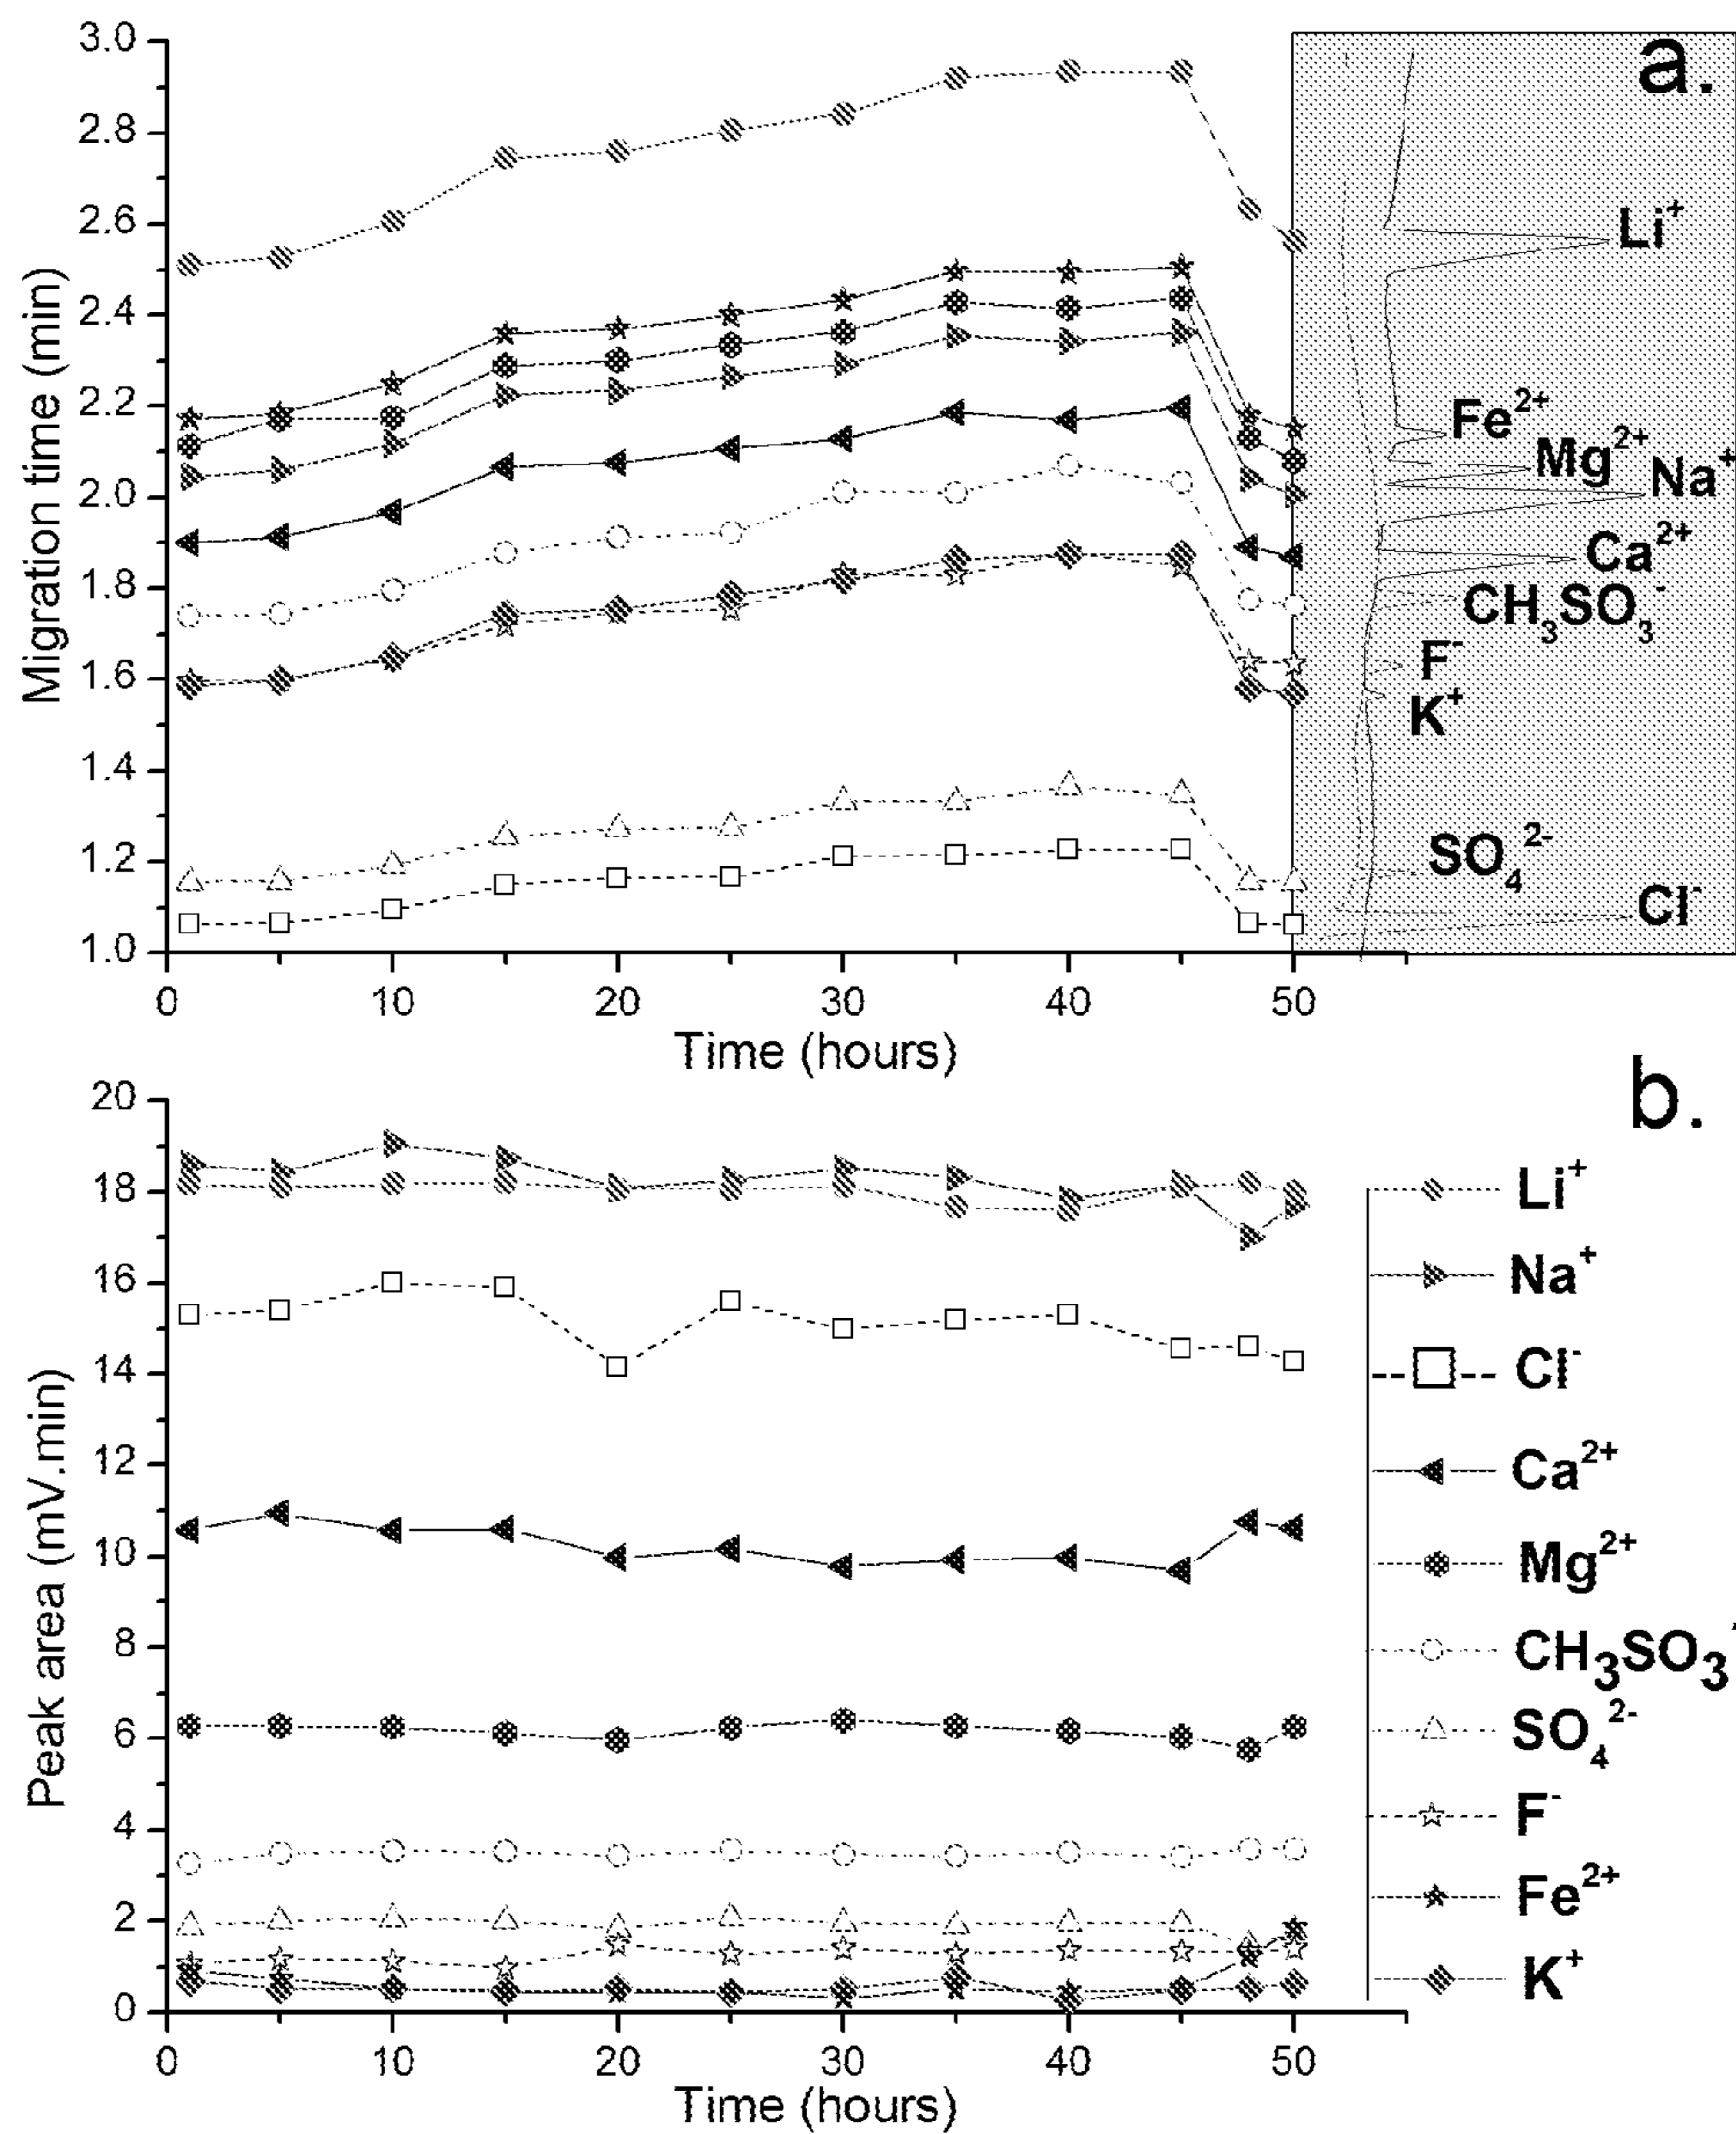 a.
3.0
2.8
2.6
2.4
2.2
2.0
1.8
1.6
1.4
1.2
1.0
Migration time (min)
Li⁺
Fe²⁺
Mg²⁺
Na⁺
Ca²⁺
CH₃SO₃⁻
F⁻
K⁺
SO₄²⁻
Cl⁻
0 10 20 30 40 50
Time (hours)
b.
20
18
16
14
12
10
8
6
4
2
0
Peak area (mV.min)
Li⁺
Na⁺
Cl⁻
Ca²⁺
Mg²⁺
CH₃SO₃⁻
SO₄²⁻
F⁻
Fe²⁺
K⁺
0 10 20 30 40 50
Time (hours)